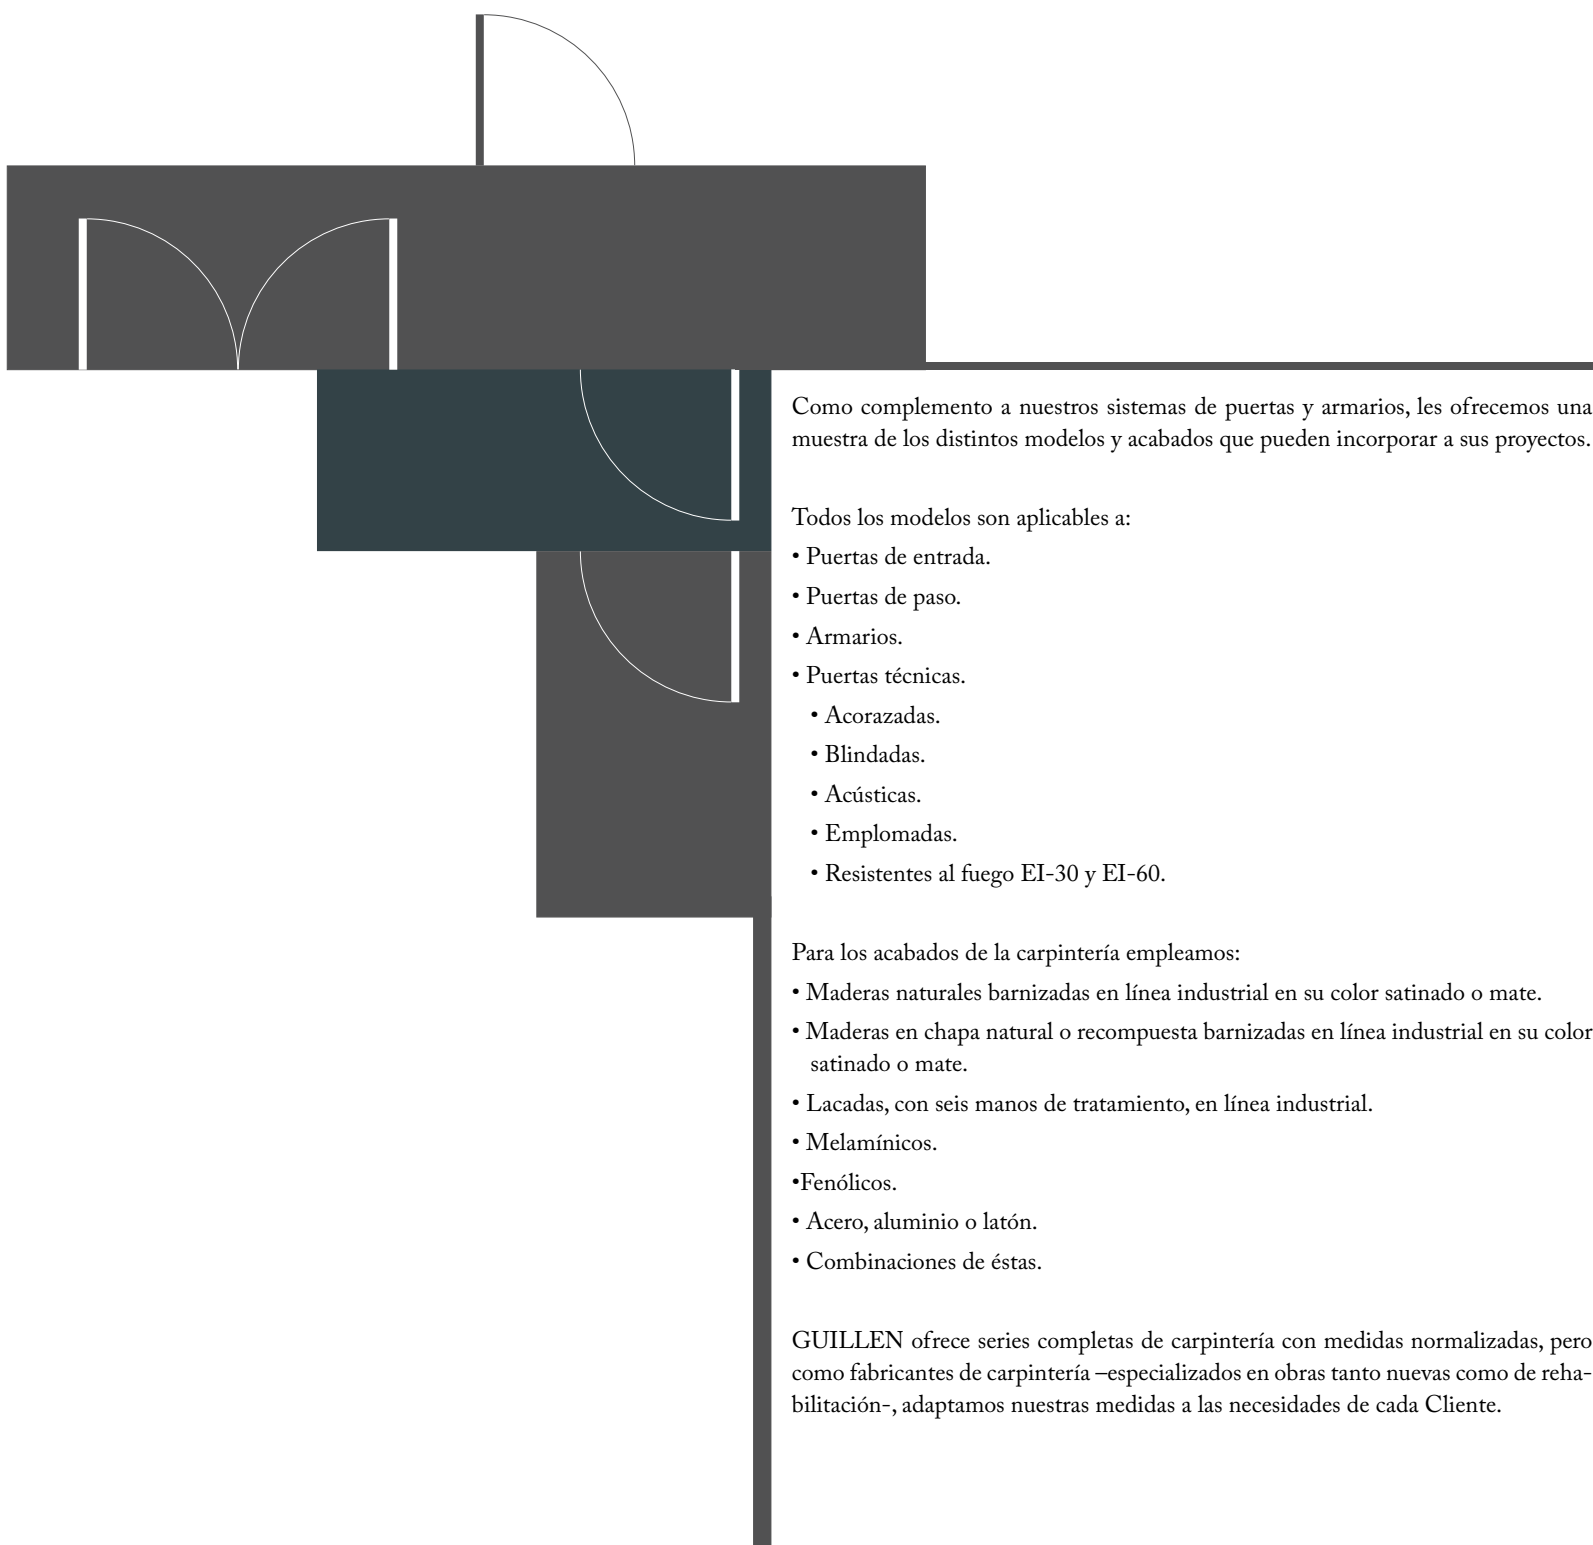 Como complemento a nuestros sistemas de puertas y armarios, les ofrecemos una
muestra de los distintos modelos y acabados que pueden incorporar a sus proyectos.
Todos los modelos son aplicables a:
• Puertas de entrada.
• Puertas de paso.
• Armarios.
• Puertas técnicas.
• Acorazadas.
• Blindadas.
• Acústicas.
• Emplomadas.
• Resistentes al fuego EI-30 y EI-60.
Para los acabados de la carpintería empleamos:
• Maderas naturales barnizadas en línea industrial en su color satinado o mate.
• Maderas en chapa natural o recompuesta barnizadas en línea industrial en su color
satinado o mate.
• Lacadas, con seis manos de tratamiento, en línea industrial.
• Melamínicos.
•Fenólicos.
• Acero, aluminio o latón.
• Combinaciones de éstas.
GUILLEN ofrece series completas de carpintería con medidas normalizadas, pero
como fabricantes de carpintería –especializados en obras tanto nuevas como de reha-
bilitación-, adaptamos nuestras medidas a las necesidades de cada Cliente.